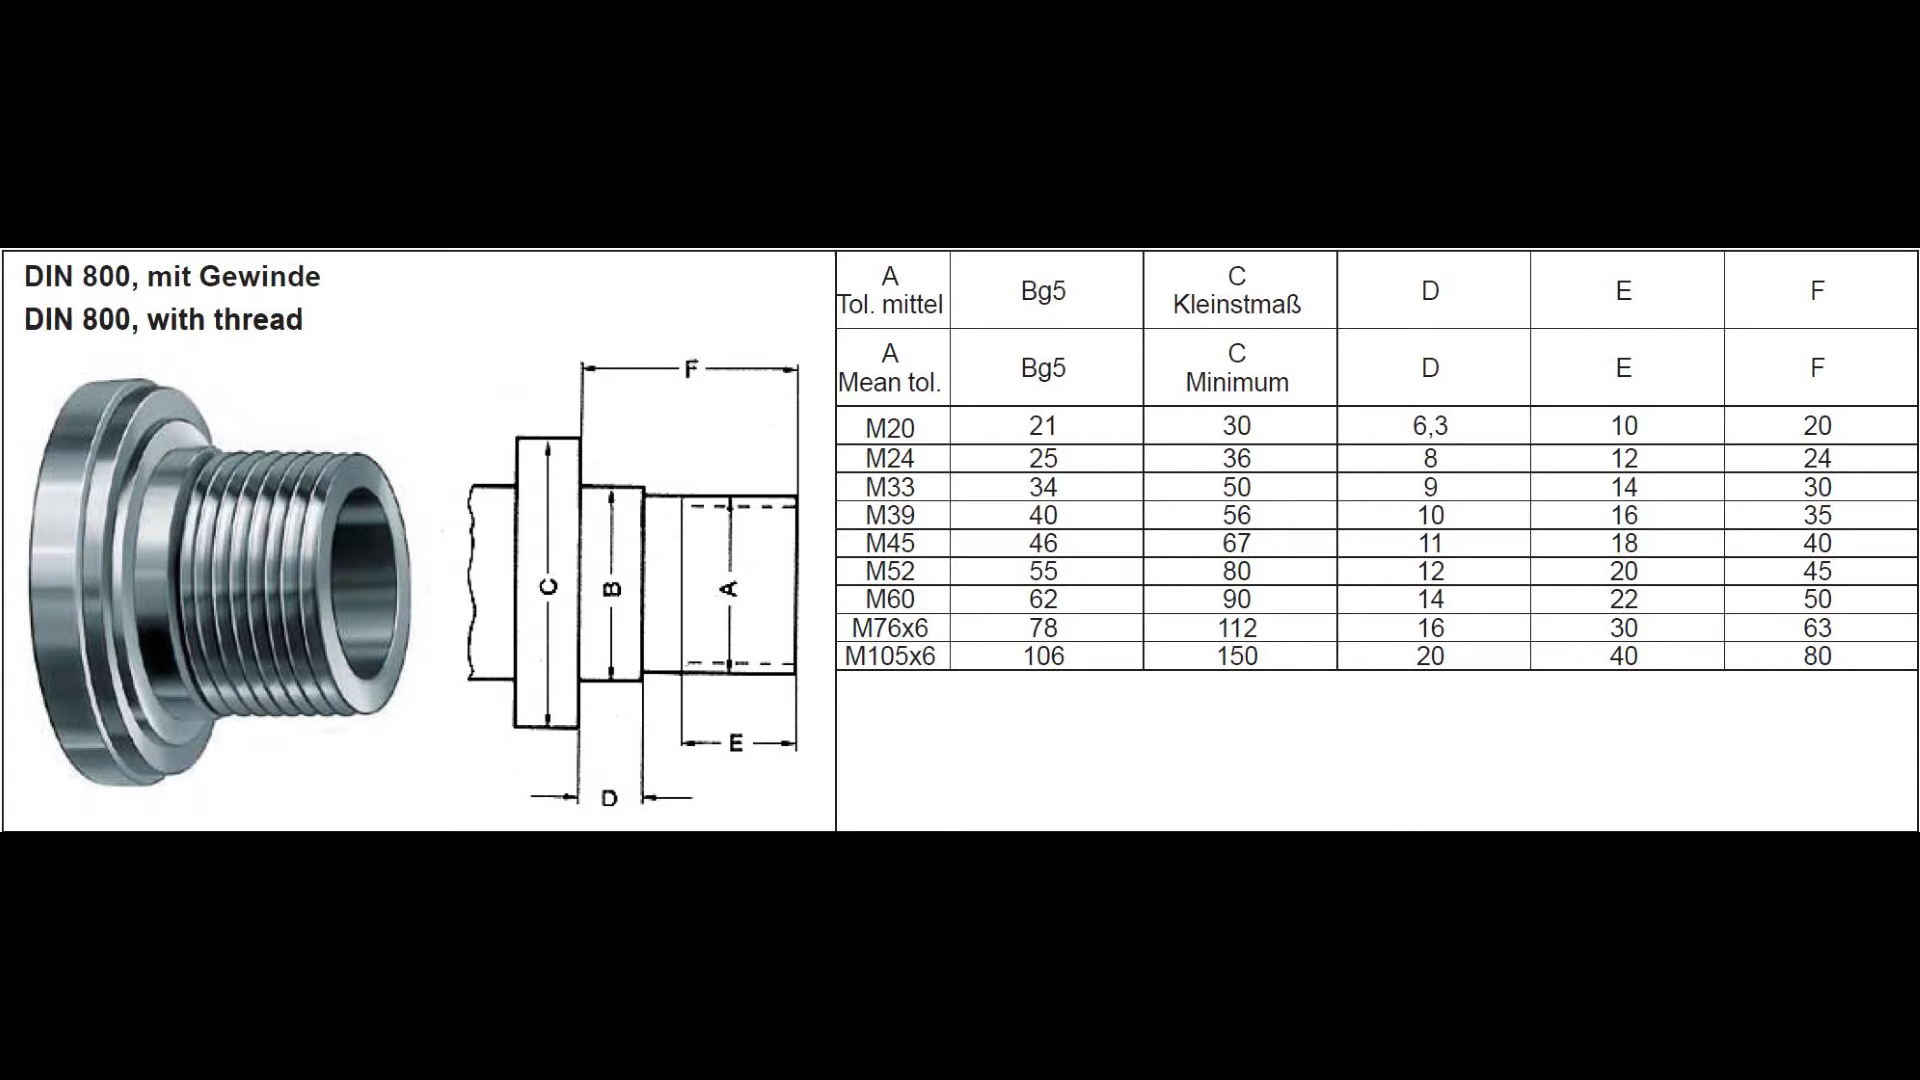 DIN 800, mit Gewinde
DIN 800, with thread
F
C
B
A
E
D
A
Tol. mittel
Bg5
C
Kleinstmaß
D
E
F
A
Mean tol.
Bg5
C
Minimum
D
E
F
M20 21 30 6,3 10 20
M24 25 36 8 12 24
M33 34 50 9 14 30
M39 40 56 10 16 35
M45 46 67 11 18 40
M52 55 80 12 20 45
M60 62 90 14 22 50
M76x6 78 112 16 30 63
M105x6 106 150 20 40 80